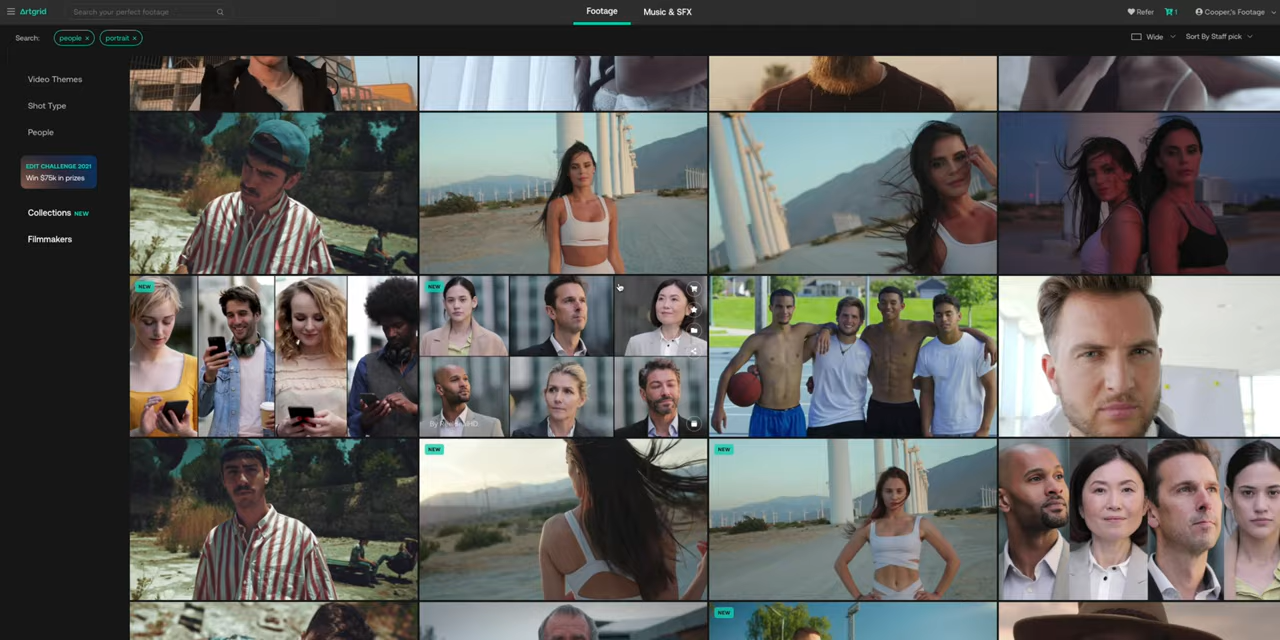 Artgrid
Search your perfect footage
Footage
Music & SFX
Refer
1
Cooper,'s Footage
Search:
people ×
portrait ×
Wide
Sort By Staff pick
Video Themes
Shot Type
People
EDIT CHALLENGE 2021
Win $75k in prizes
Collections NEW
Filmmakers
NEW
NEW
By
HD
NEW
NEW
NEW